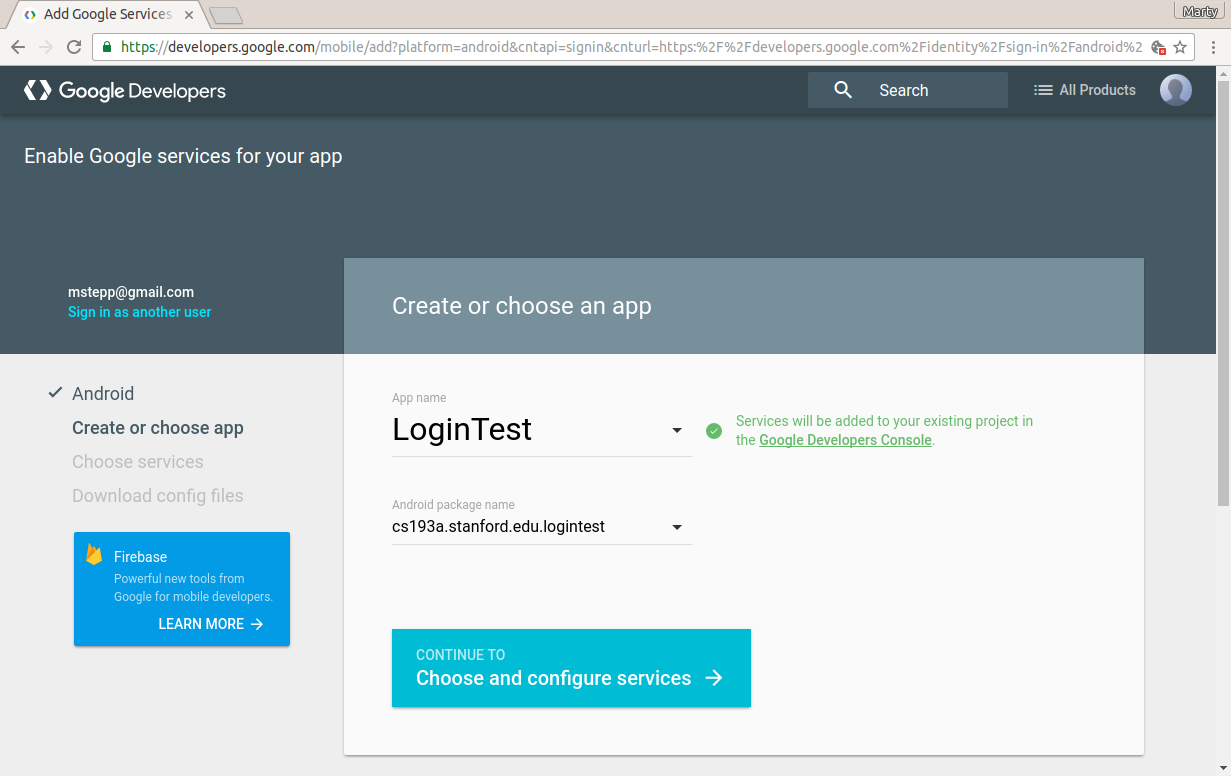 Add Google Services
Marty
https://developers.google.com/mobile/add?platform=android&cntapi=signin&cnturl=https:%2F%2Fdevelopers.google.com%2Fidentity%2Fsign-in%2Fandroid%2
Google Developers
Search
All Products
Enable Google services for your app
mstepp@gmail.com
Sign in as another user
Create or choose an app
Android
Create or choose app
Choose services
Download config files
Firebase
Powerful new tools from
Google for mobile developers.
LEARN MORE
App name
LoginTest
Services will be added to your existing project in
the Google Developers Console.
Android package name
cs193a.stanford.edu.logintest
CONTINUE TO
Choose and configure services